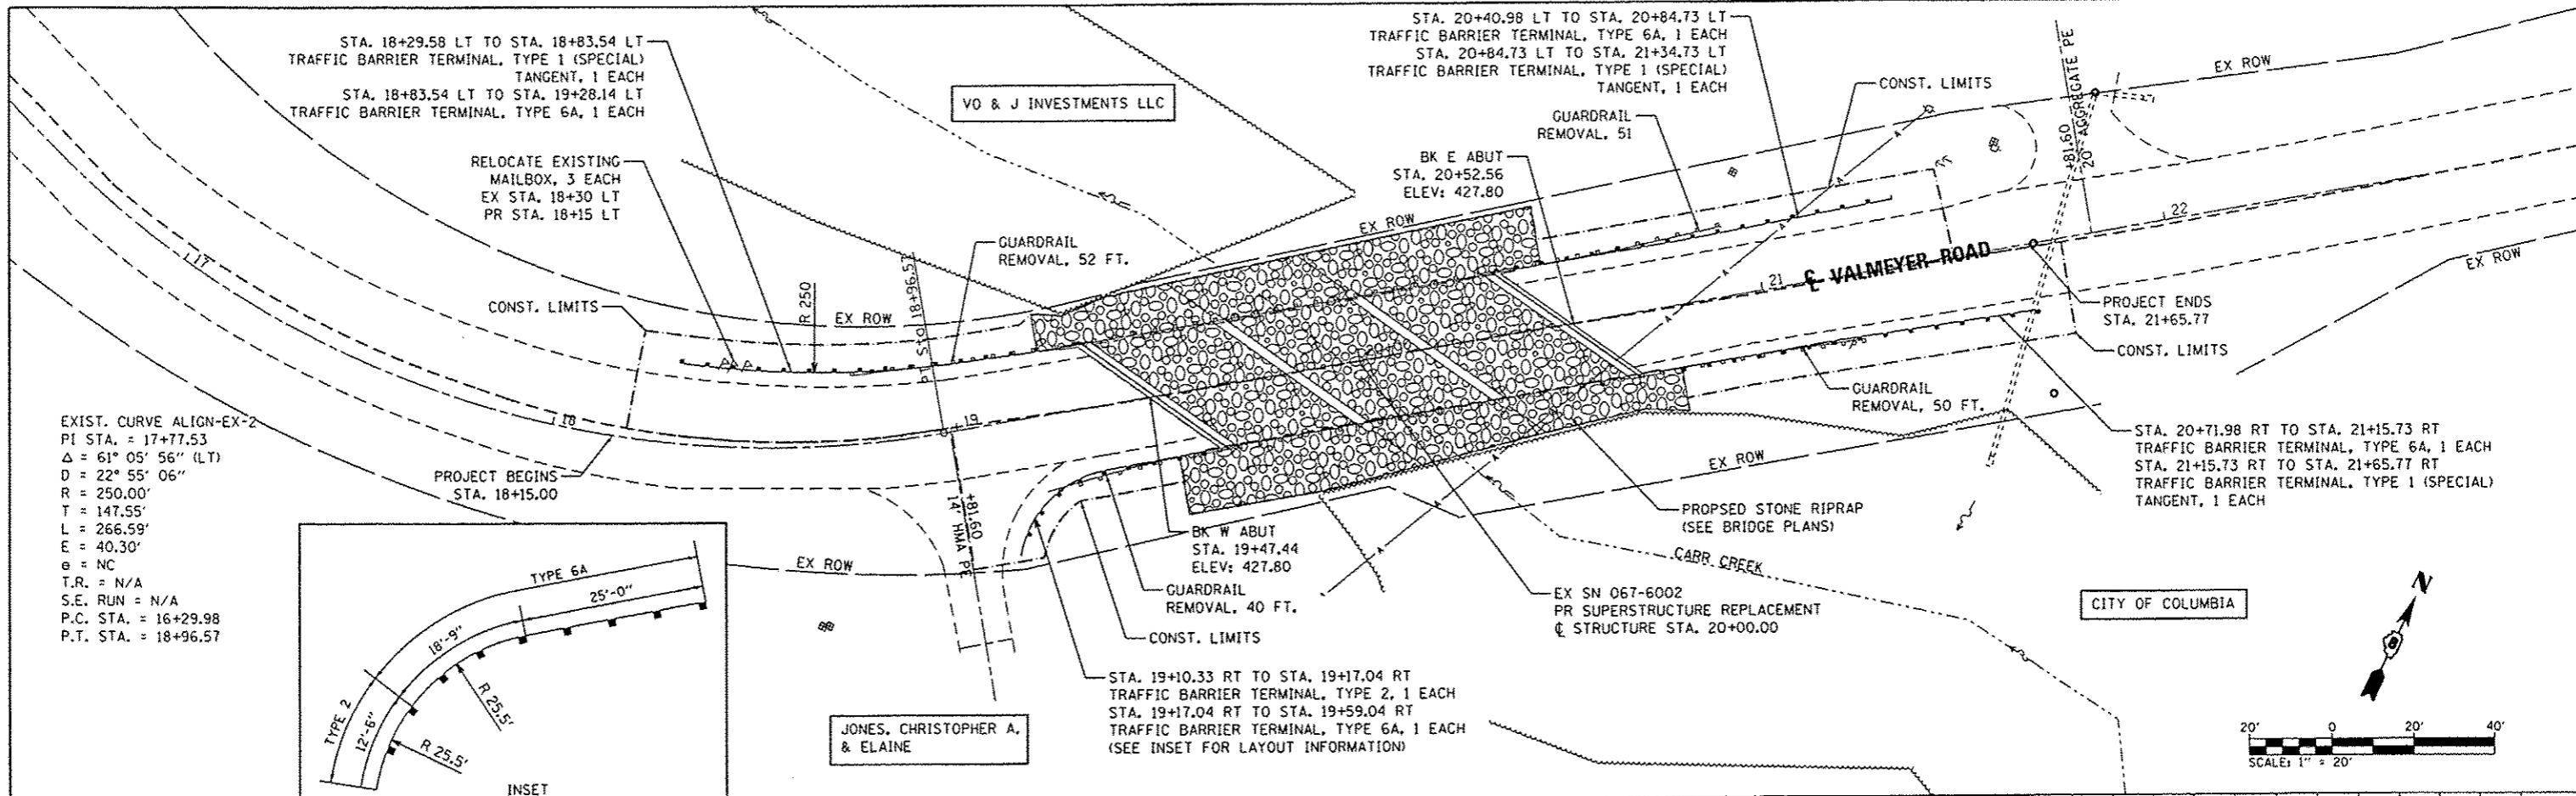 STA. 18+29.58 LT TO STA. 18+83.54 LT
TRAFFIC BARRIER TERMINAL, TYPE 1 (SPECIAL)
TANGENT, 1 EACH
STA. 18+83.54 LT TO STA. 19+28.14 LT
TRAFFIC BARRIER TERMINAL, TYPE 6A, 1 EACH
RELOCATE EXISTING
MAILBOX, 3 EACH
EX STA. 18+30 LT
PR STA. 18+15 LT
VO & J INVESTMENTS LLC
STA. 20+40.98 LT TO STA. 20+84.73 LT
TRAFFIC BARRIER TERMINAL, TYPE 6A, 1 EACH
STA. 20+84.73 LT TO STA. 21+34.73 LT
TRAFFIC BARRIER TERMINAL, TYPE 1 (SPECIAL)
TANGENT, 1 EACH
GUARDRAIL
REMOVAL, 51
CONST. LIMITS
BK E ABUT
STA. 20+52.56
ELEV: 427.80
EX ROW
+81.60
20' AGGREGATE PE
EX ROW
22
21
℄ VALMEYER ROAD
EX ROW
PROJECT ENDS
STA. 21+65.77
CONST. LIMITS
GUARDRAIL
REMOVAL, 50 FT.
STA. 20+71.98 RT TO STA. 21+15.73 RT
TRAFFIC BARRIER TERMINAL, TYPE 6A, 1 EACH
STA. 21+15.73 RT TO STA. 21+65.77 RT
TRAFFIC BARRIER TERMINAL, TYPE 1 (SPECIAL)
TANGENT, 1 EACH
17
CONST. LIMITS
R 250
EX ROW
PT Sta 18+96.57
GUARDRAIL
REMOVAL, 52 FT.
18
19
PROJECT BEGINS
STA. 18+15.00
EXIST. CURVE ALIGN-EX-2
PI STA. = 17+77.53
Δ = 61° 05' 56" (LT)
D = 22° 55' 06"
R = 250.00'
T = 147.55'
L = 266.59'
E = 40.30'
e = NC
T.R. = N/A
S.E. RUN = N/A
P.C. STA. = 16+29.98
P.T. STA. = 18+96.57
TYPE 6A
25'-0"
18'-9"
TYPE 2
12'-6"
R 25.5'
R 25.5'
INSET
EX ROW
+81.60
14' HMA PE
BK W ABUT
STA. 19+47.44
ELEV: 427.80
GUARDRAIL
REMOVAL, 40 FT.
CONST. LIMITS
STA. 19+10.33 RT TO STA. 19+17.04 RT
TRAFFIC BARRIER TERMINAL, TYPE 2, 1 EACH
STA. 19+17.04 RT TO STA. 19+59.04 RT
TRAFFIC BARRIER TERMINAL, TYPE 6A, 1 EACH
(SEE INSET FOR LAYOUT INFORMATION)
JONES, CHRISTOPHER A.
& ELAINE
EX ROW
PROPSED STONE RIPRAP
(SEE BRIDGE PLANS)
CARR CREEK
EX SN 067-6002
PR SUPERSTRUCTURE REPLACEMENT
℄ STRUCTURE STA. 20+00.00
CITY OF COLUMBIA
N
20' 0 20' 40'
SCALE: 1" = 20'